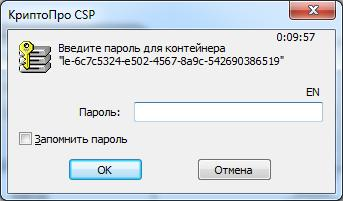 КриптоПро CSP
0:09:57
Введите пароль для контейнера
"le-6c7c5324-e502-4567-8a9c-542690386519"
EN
Пароль:
Запомнить пароль
OK
Отмена